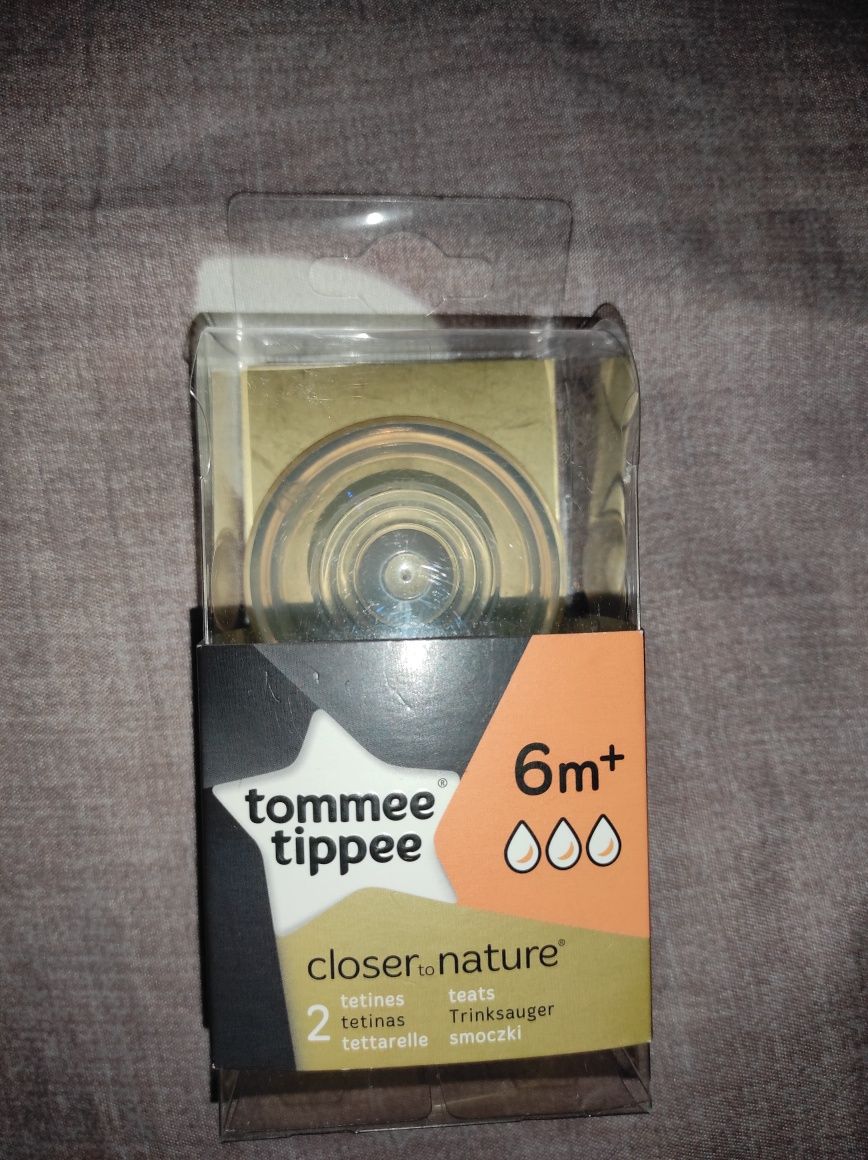 6m+
tommee®
tippee
closer to nature®
2
tetines
tetinas
tettarelle
teats
Trinksauger
smoczki